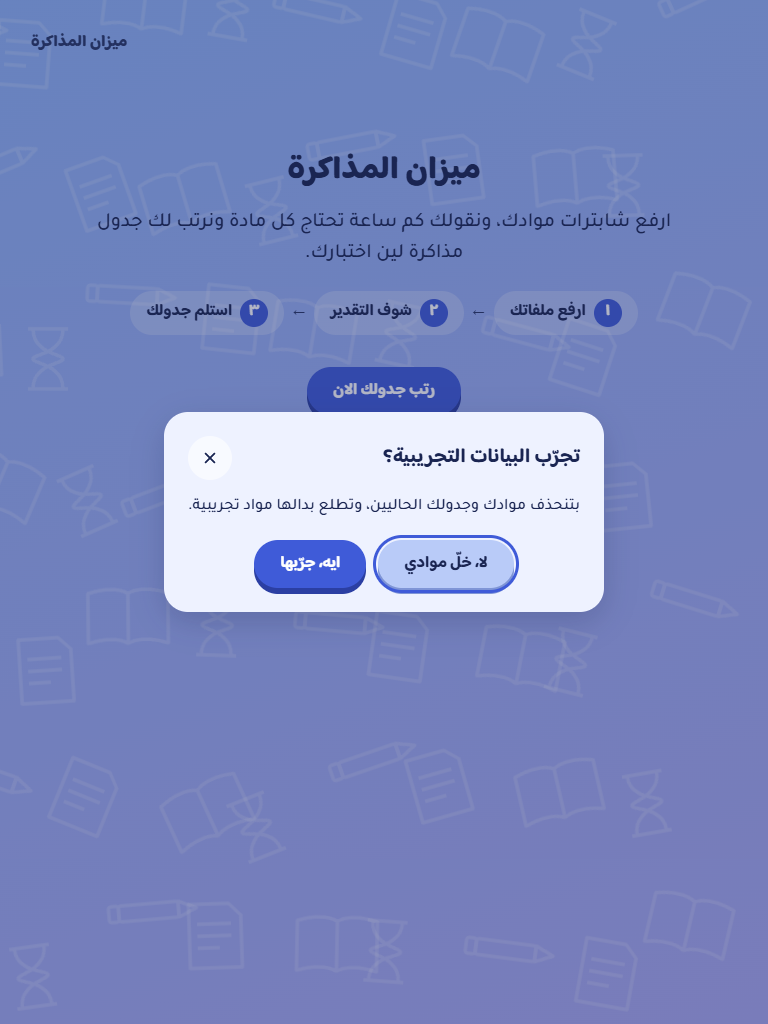 ميزان المذاكرة
ميزان المذاكرة
ارفع شابترات موادك، ونقولك كم ساعة تحتاج كل مادة ونرتب لك جدول
مذاكرة لين اختبارك.
١ ارفع ملفاتك ← ٢ شوف التقدير ← ٣ استلم جدولك
رتب جدولك الان
تجرّب البيانات التجريبية؟ ×
بتنحذف موادك وجدولك الحاليين، وتطلع بدالها مواد تجريبية.
لا، خلّ موادي ايه، جرّبها